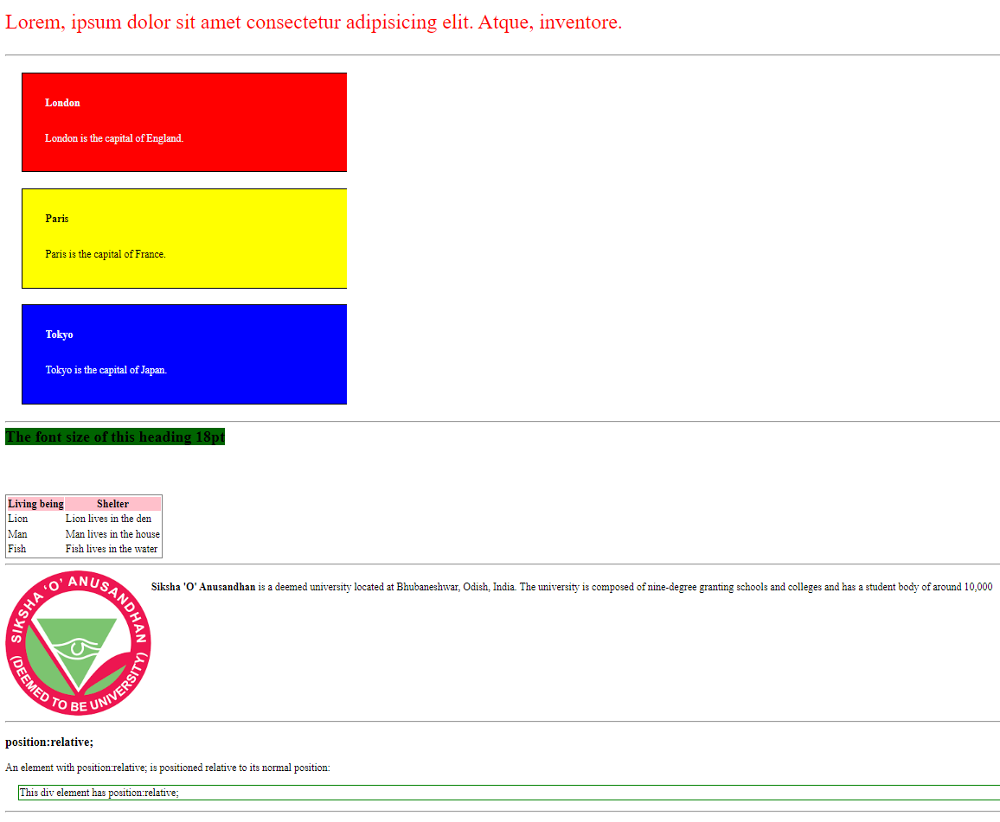 Lorem, ipsum dolor sit amet consectetur adipisicing elit. Atque, inventore.
London
London is the capital of England.
Paris
Paris is the capital of France.
Tokyo
Tokyo is the capital of Japan.
The font size of this heading 18pt
Living being Shelter
Lion Lion lives in the den
Man Man lives in the house
Fish Fish lives in the water
SIKSHA 'O' ANUSANDHAN
(DEEMED TO BE UNIVERSITY)
Siksha 'O' Anusandhan is a deemed university located at Bhubaneshwar, Odish, India. The university is composed of nine-degree granting schools and colleges and has a student body of around 10,000
position:relative;
An element with position:relative; is positioned relative to its normal position:
This div element has position:relative;